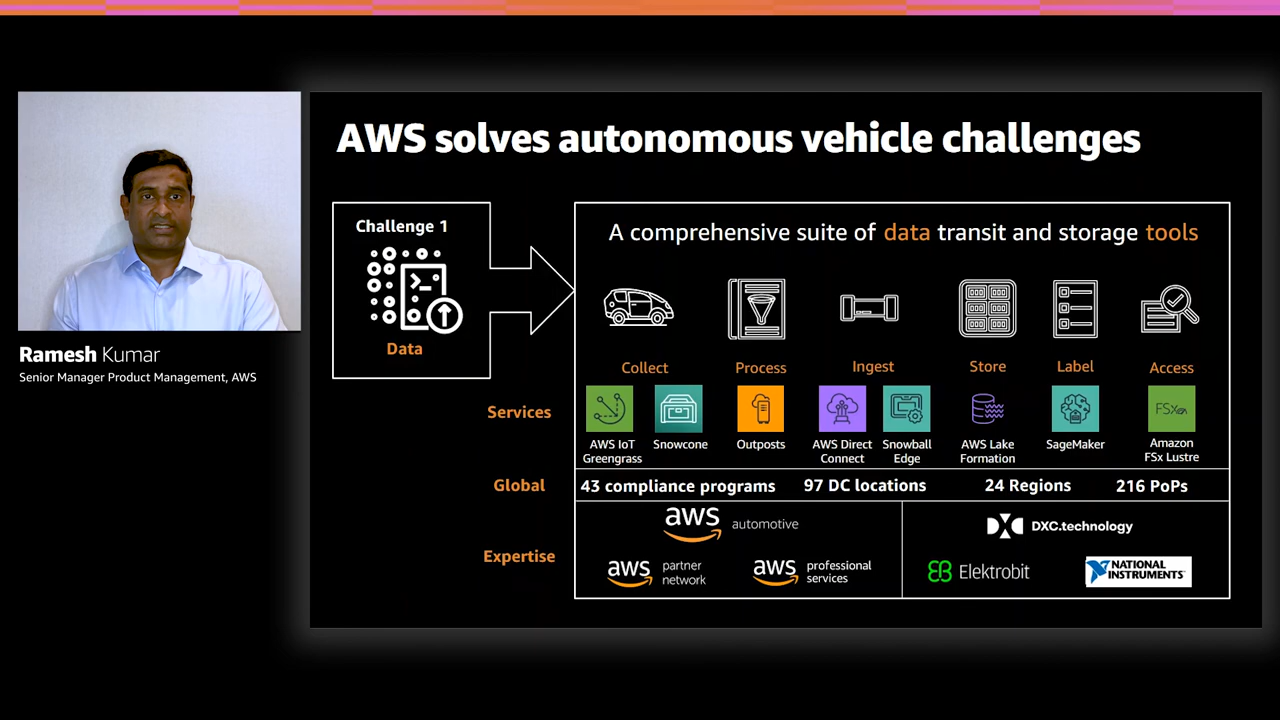 AWS solves autonomous vehicle challenges
Challenge 1
Data
A comprehensive suite of data transit and storage tools
Collect
Process
Ingest
Store
Label
Access
Services
AWS IoT
Greengrass
Snowcone
Outposts
AWS Direct
Connect
Snowball
Edge
AWS Lake
Formation
SageMaker
FSx
Amazon
FSx Lustre
Global
43 compliance programs
97 DC locations
24 Regions
216 PoPs
Expertise
aws automotive
aws partner
network
aws professional
services
DXC.technology
Elektrobit
NATIONAL
INSTRUMENTS
Ramesh Kumar
Senior Manager Product Management, AWS